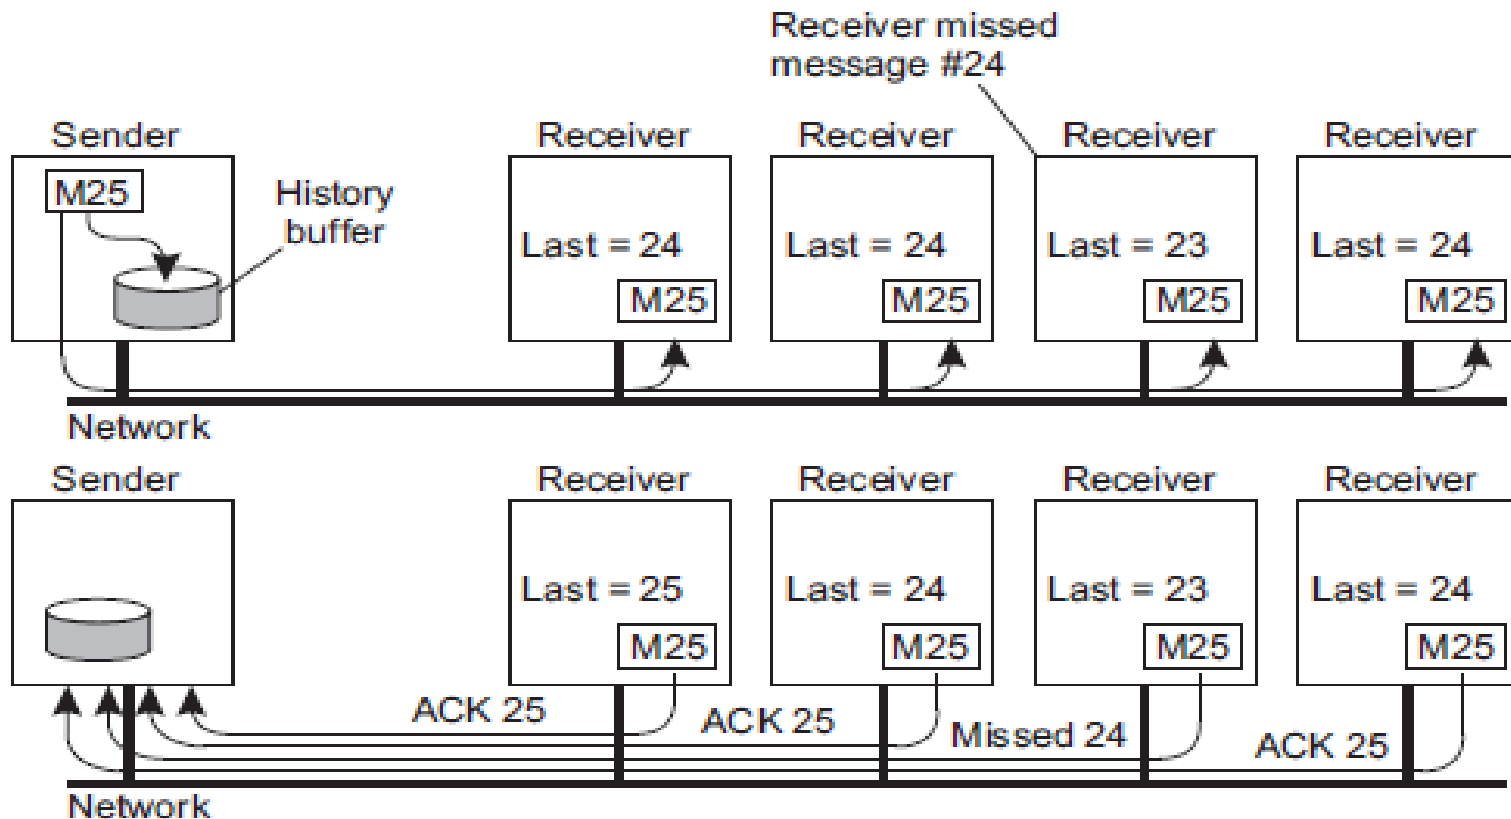 Receiver missed
message #24
Sender
Receiver
Receiver
Receiver
Receiver
M25
History
buffer
Last = 24
Last = 24
Last = 23
Last = 24
M25
M25
M25
M25
Network
Sender
Receiver
Receiver
Receiver
Receiver
Last = 25
Last = 24
Last = 23
Last = 24
M25
M25
M25
M25
ACK 25
ACK 25
Missed 24
ACK 25
Network